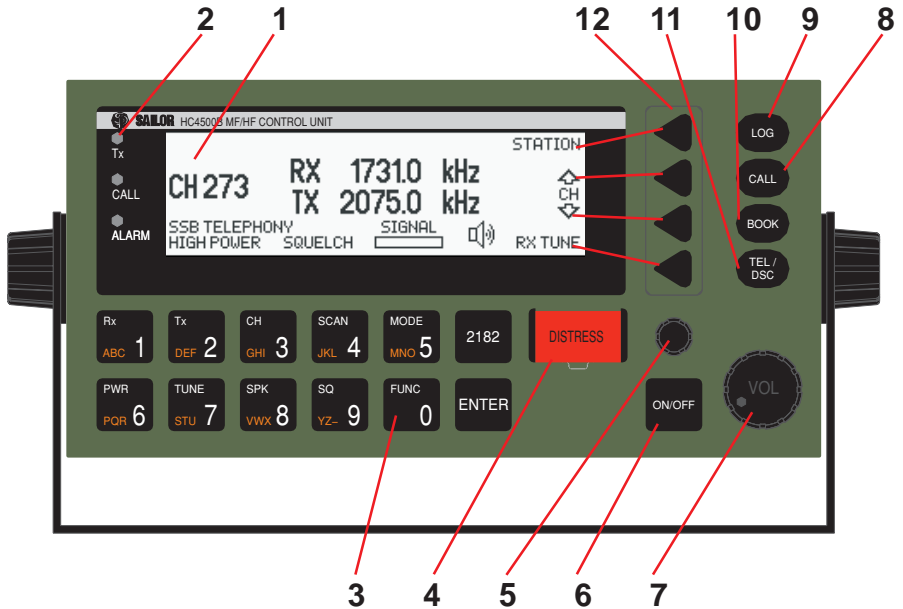 2 1 12 11 10 9 8
SAILOR HC4500B MF/HF CONTROL UNIT
Tx
CALL
ALARM
STATION
CH 273
RX 1731.0 kHz
TX 2075.0 kHz
CH
SSB TELEPHONY SIGNAL
HIGH POWER SQUELCH RX TUNE
LOG
CALL
BOOK
TEL /
DSC
Rx
ABC 1
Tx
DEF 2
CH
GHI 3
SCAN
JKL 4
MODE
MNO 5
2182
DISTRESS
PWR
PQR 6
TUNE
STU 7
SPK
VWX 8
SQ
YZ– 9
FUNC
0
ENTER
ON/OFF
VOL
3 4 5 6 7